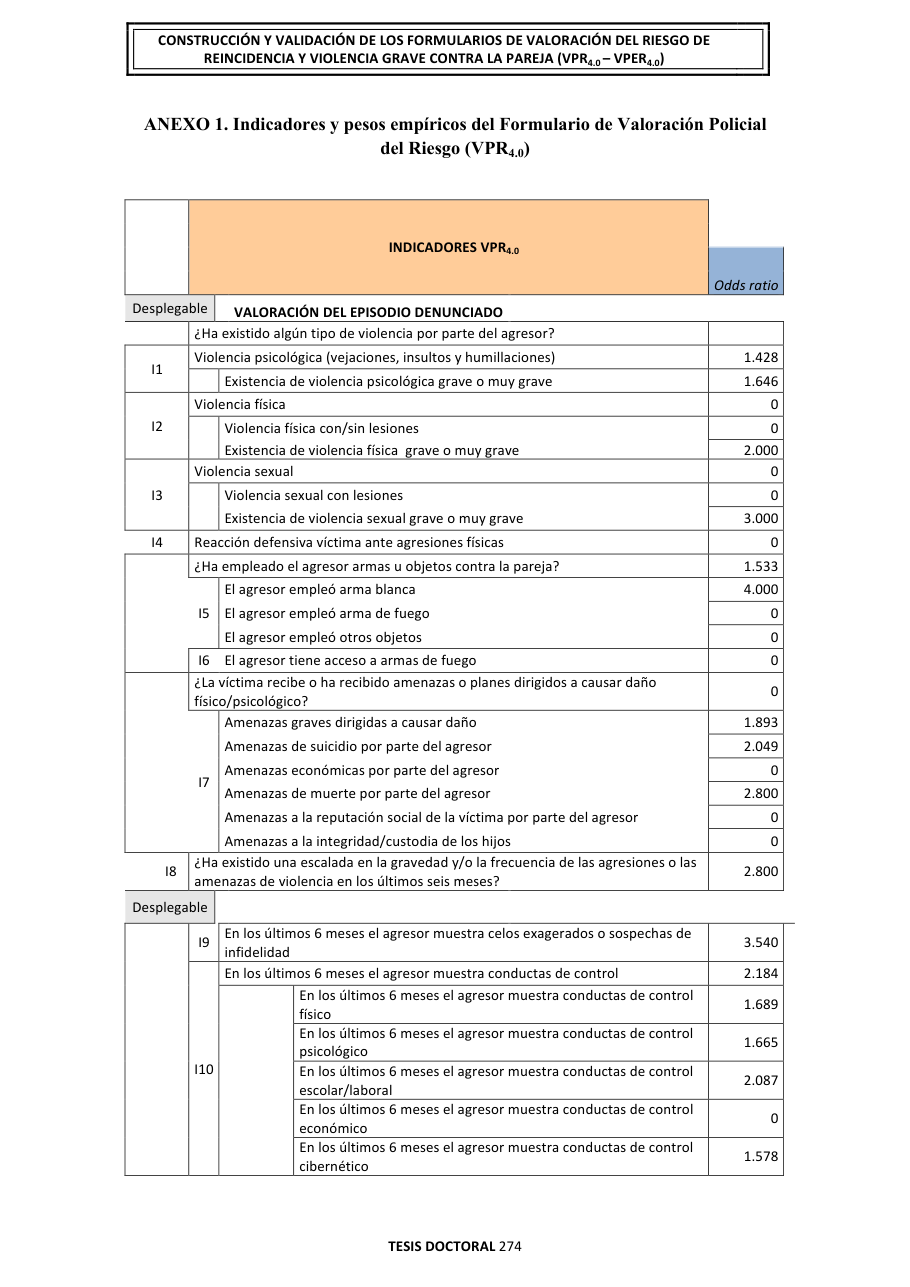 CONSTRUCCIÓN Y VALIDACIÓN DE LOS FORMULARIOS DE VALORACIÓN DEL RIESGO DE
REINCIDENCIA Y VIOLENCIA GRAVE CONTRA LA PAREJA (VPR4.0 – VPER4.0)
ANEXO 1. Indicadores y pesos empíricos del Formulario de Valoración Policial
del Riesgo (VPR4.0)
INDICADORES VPR4.0
Odds ratio
Desplegable VALORACIÓN DEL EPISODIO DENUNCIADO
¿Ha existido algún tipo de violencia por parte del agresor?
I1
Violencia psicológica (vejaciones, insultos y humillaciones) 1.428
Existencia de violencia psicológica grave o muy grave 1.646
I2
Violencia física 0
Violencia física con/sin lesiones 0
Existencia de violencia física grave o muy grave 2.000
I3
Violencia sexual 0
Violencia sexual con lesiones 0
Existencia de violencia sexual grave o muy grave 3.000
I4 Reacción defensiva víctima ante agresiones físicas 0
¿Ha empleado el agresor armas u objetos contra la pareja? 1.533
El agresor empleó arma blanca 4.000
I5 El agresor empleó arma de fuego 0
El agresor empleó otros objetos 0
I6 El agresor tiene acceso a armas de fuego 0
¿La víctima recibe o ha recibido amenazas o planes dirigidos a causar daño
físico/psicológico? 0
Amenazas graves dirigidas a causar daño 1.893
Amenazas de suicidio por parte del agresor 2.049
Amenazas económicas por parte del agresor 0
I7
Amenazas de muerte por parte del agresor 2.800
Amenazas a la reputación social de la víctima por parte del agresor 0
Amenazas a la integridad/custodia de los hijos 0
I8 ¿Ha existido una escalada en la gravedad y/o la frecuencia de las agresiones o las
amenazas de violencia en los últimos seis meses? 2.800
Desplegable
I9 En los últimos 6 meses el agresor muestra celos exagerados o sospechas de
infidelidad 3.540
En los últimos 6 meses el agresor muestra conductas de control 2.184
En los últimos 6 meses el agresor muestra conductas de control
físico 1.689
En los últimos 6 meses el agresor muestra conductas de control
psicológico 1.665
I10
En los últimos 6 meses el agresor muestra conductas de control
escolar/laboral 2.087
En los últimos 6 meses el agresor muestra conductas de control
económico 0
En los últimos 6 meses el agresor muestra conductas de control
cibernético 1.578
TESIS DOCTORAL 274